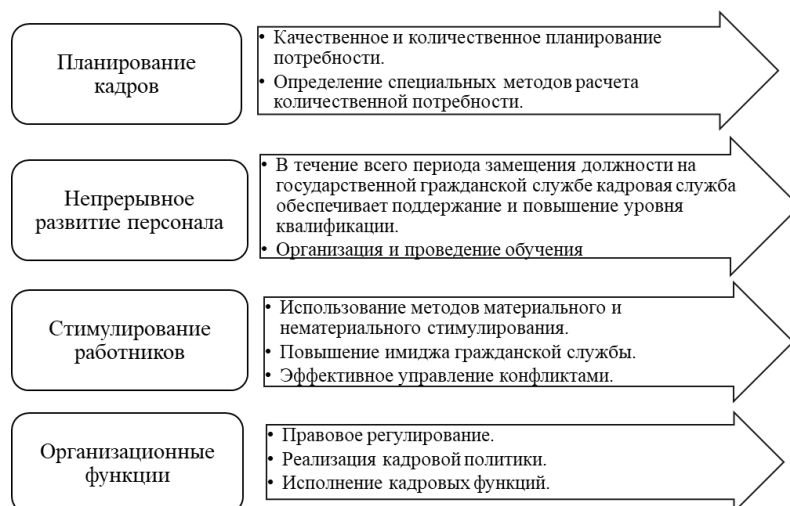 Планирование
кадров
• Качественное и количественное планирование
потребности.
• Определение специальных методов расчета
количественной потребности.
Непрерывное
развитие персонала
• В течение всего периода замещения должности на
государственной гражданской службе кадровая служба
обеспечивает поддержание и повышение уровня
квалификации.
• Организация и проведение обучения
Стимулирование
работников
• Использование методов материального и
нематериального стимулирования.
• Повышение имиджа гражданской службы.
• Эффективное управление конфликтами.
Организационные
функции
• Правовое регулирование.
• Реализация кадровой политики.
• Исполнение кадровых функций.